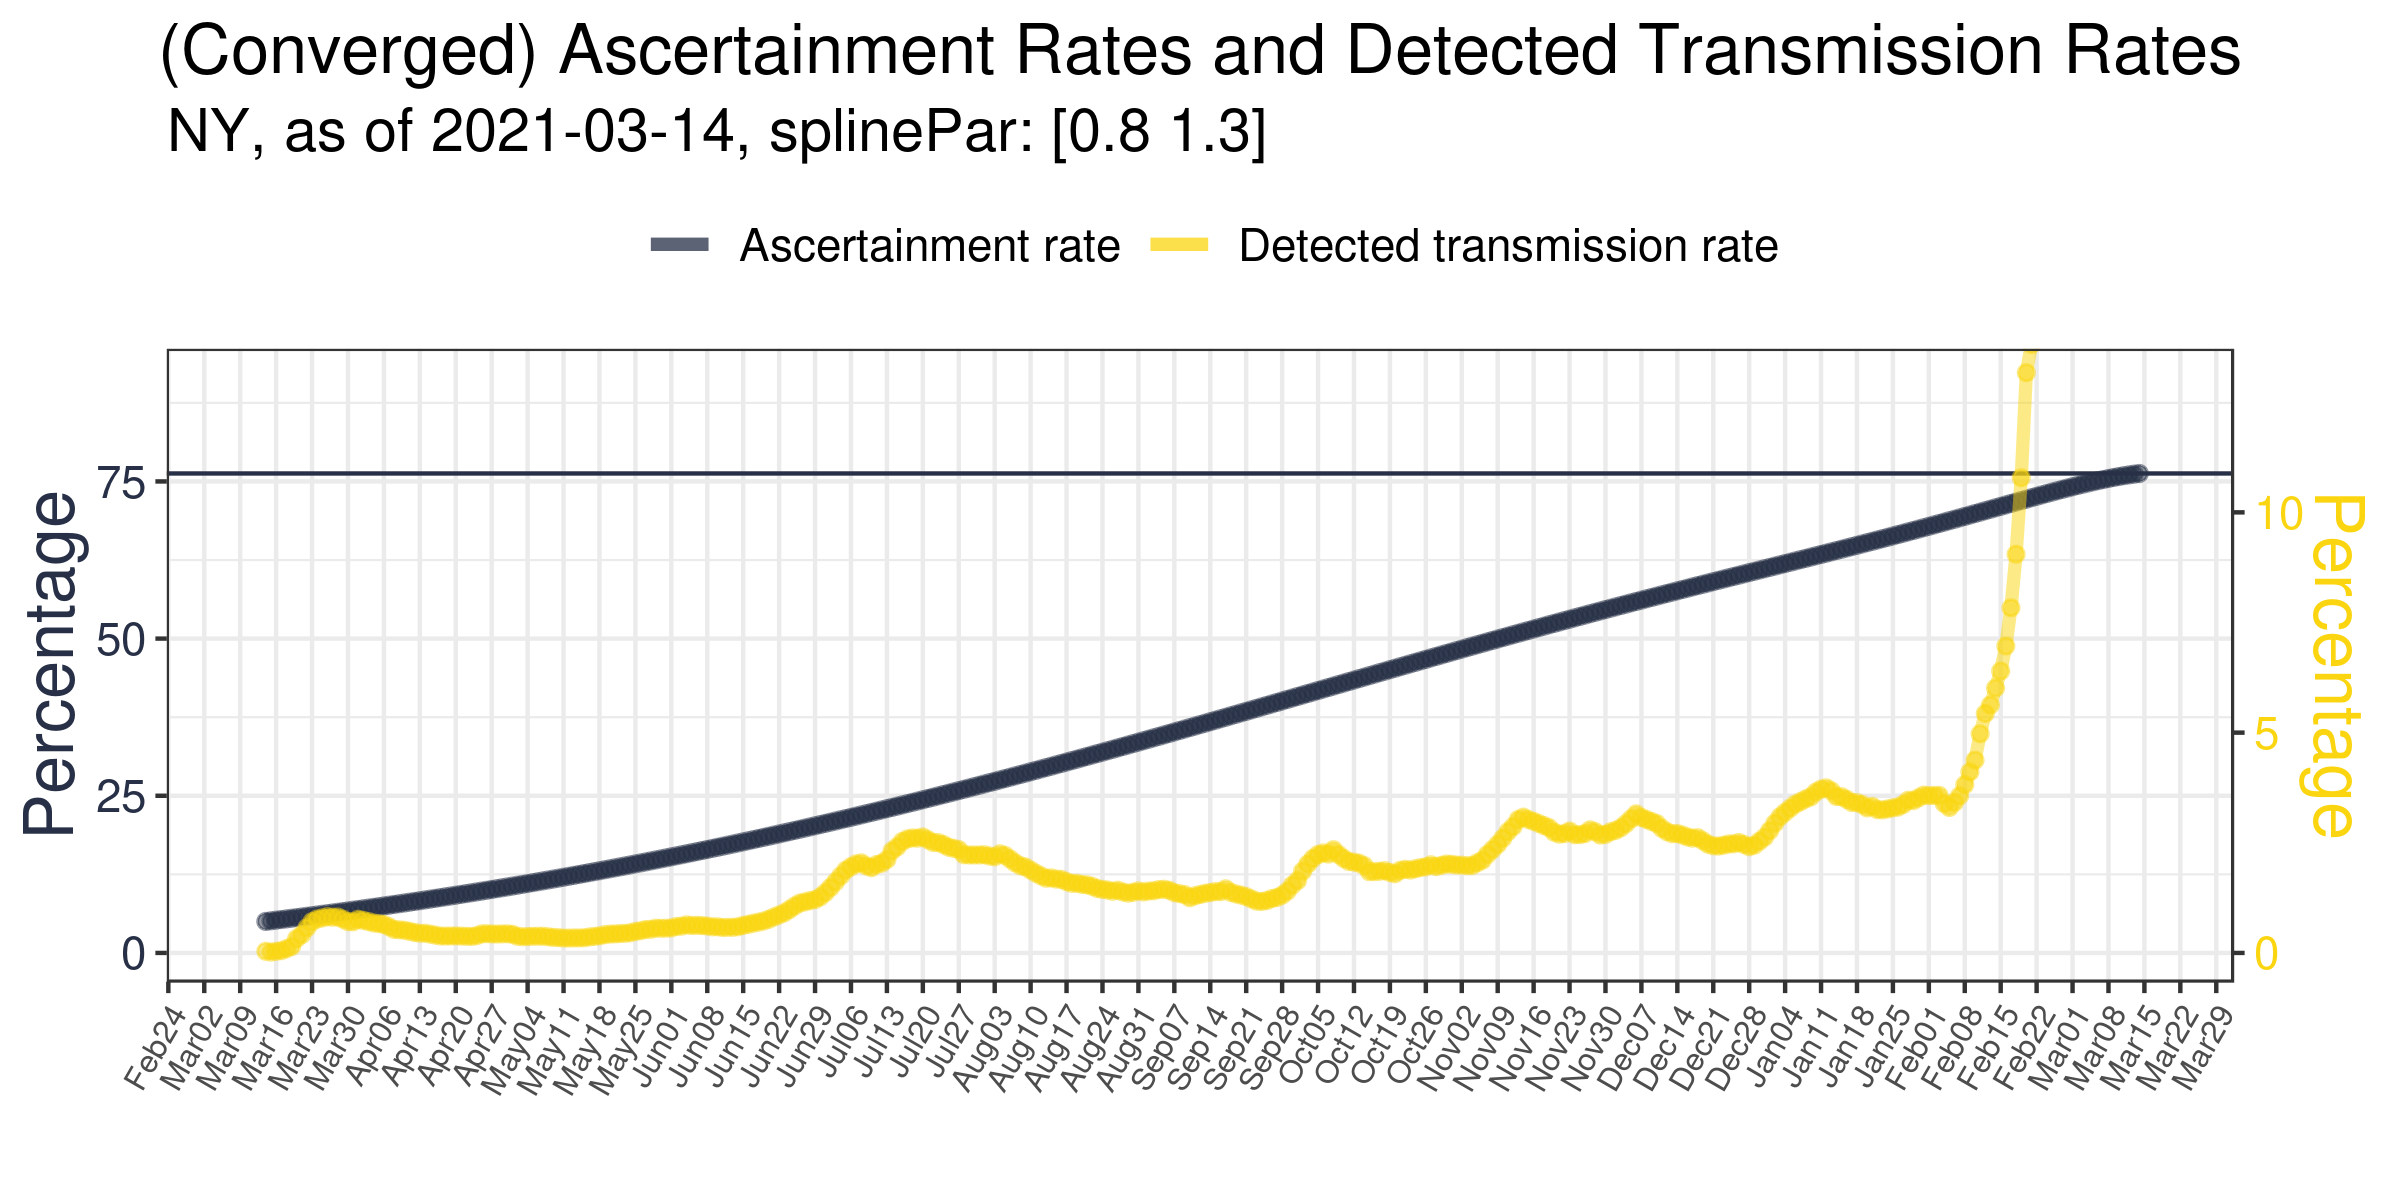 (Converged) Ascertainment Rates and Detected Transmission Rates
NY, as of 2021-03-14, splinePar: [0.8 1.3]
Ascertainment rate Detected transmission rate
Percentage
75
50
25
0
10
5
0
Percentage
Feb24 Mar02 Mar09 Mar16 Mar23 Mar30 Apr06 Apr13 Apr20 Apr27 May04 May11 May18 May25 Jun01 Jun08 Jun15 Jun22 Jun29 Jul06 Jul13 Jul20 Jul27 Aug03 Aug10 Aug17 Aug24 Aug31 Sep07 Sep14 Sep21 Sep28 Oct05 Oct12 Oct19 Oct26 Nov02 Nov09 Nov16 Nov23 Nov30 Dec07 Dec14 Dec21 Dec28 Jan04 Jan11 Jan18 Jan25 Feb01 Feb08 Feb15 Feb22 Mar01 Mar08 Mar15 Mar22 Mar29